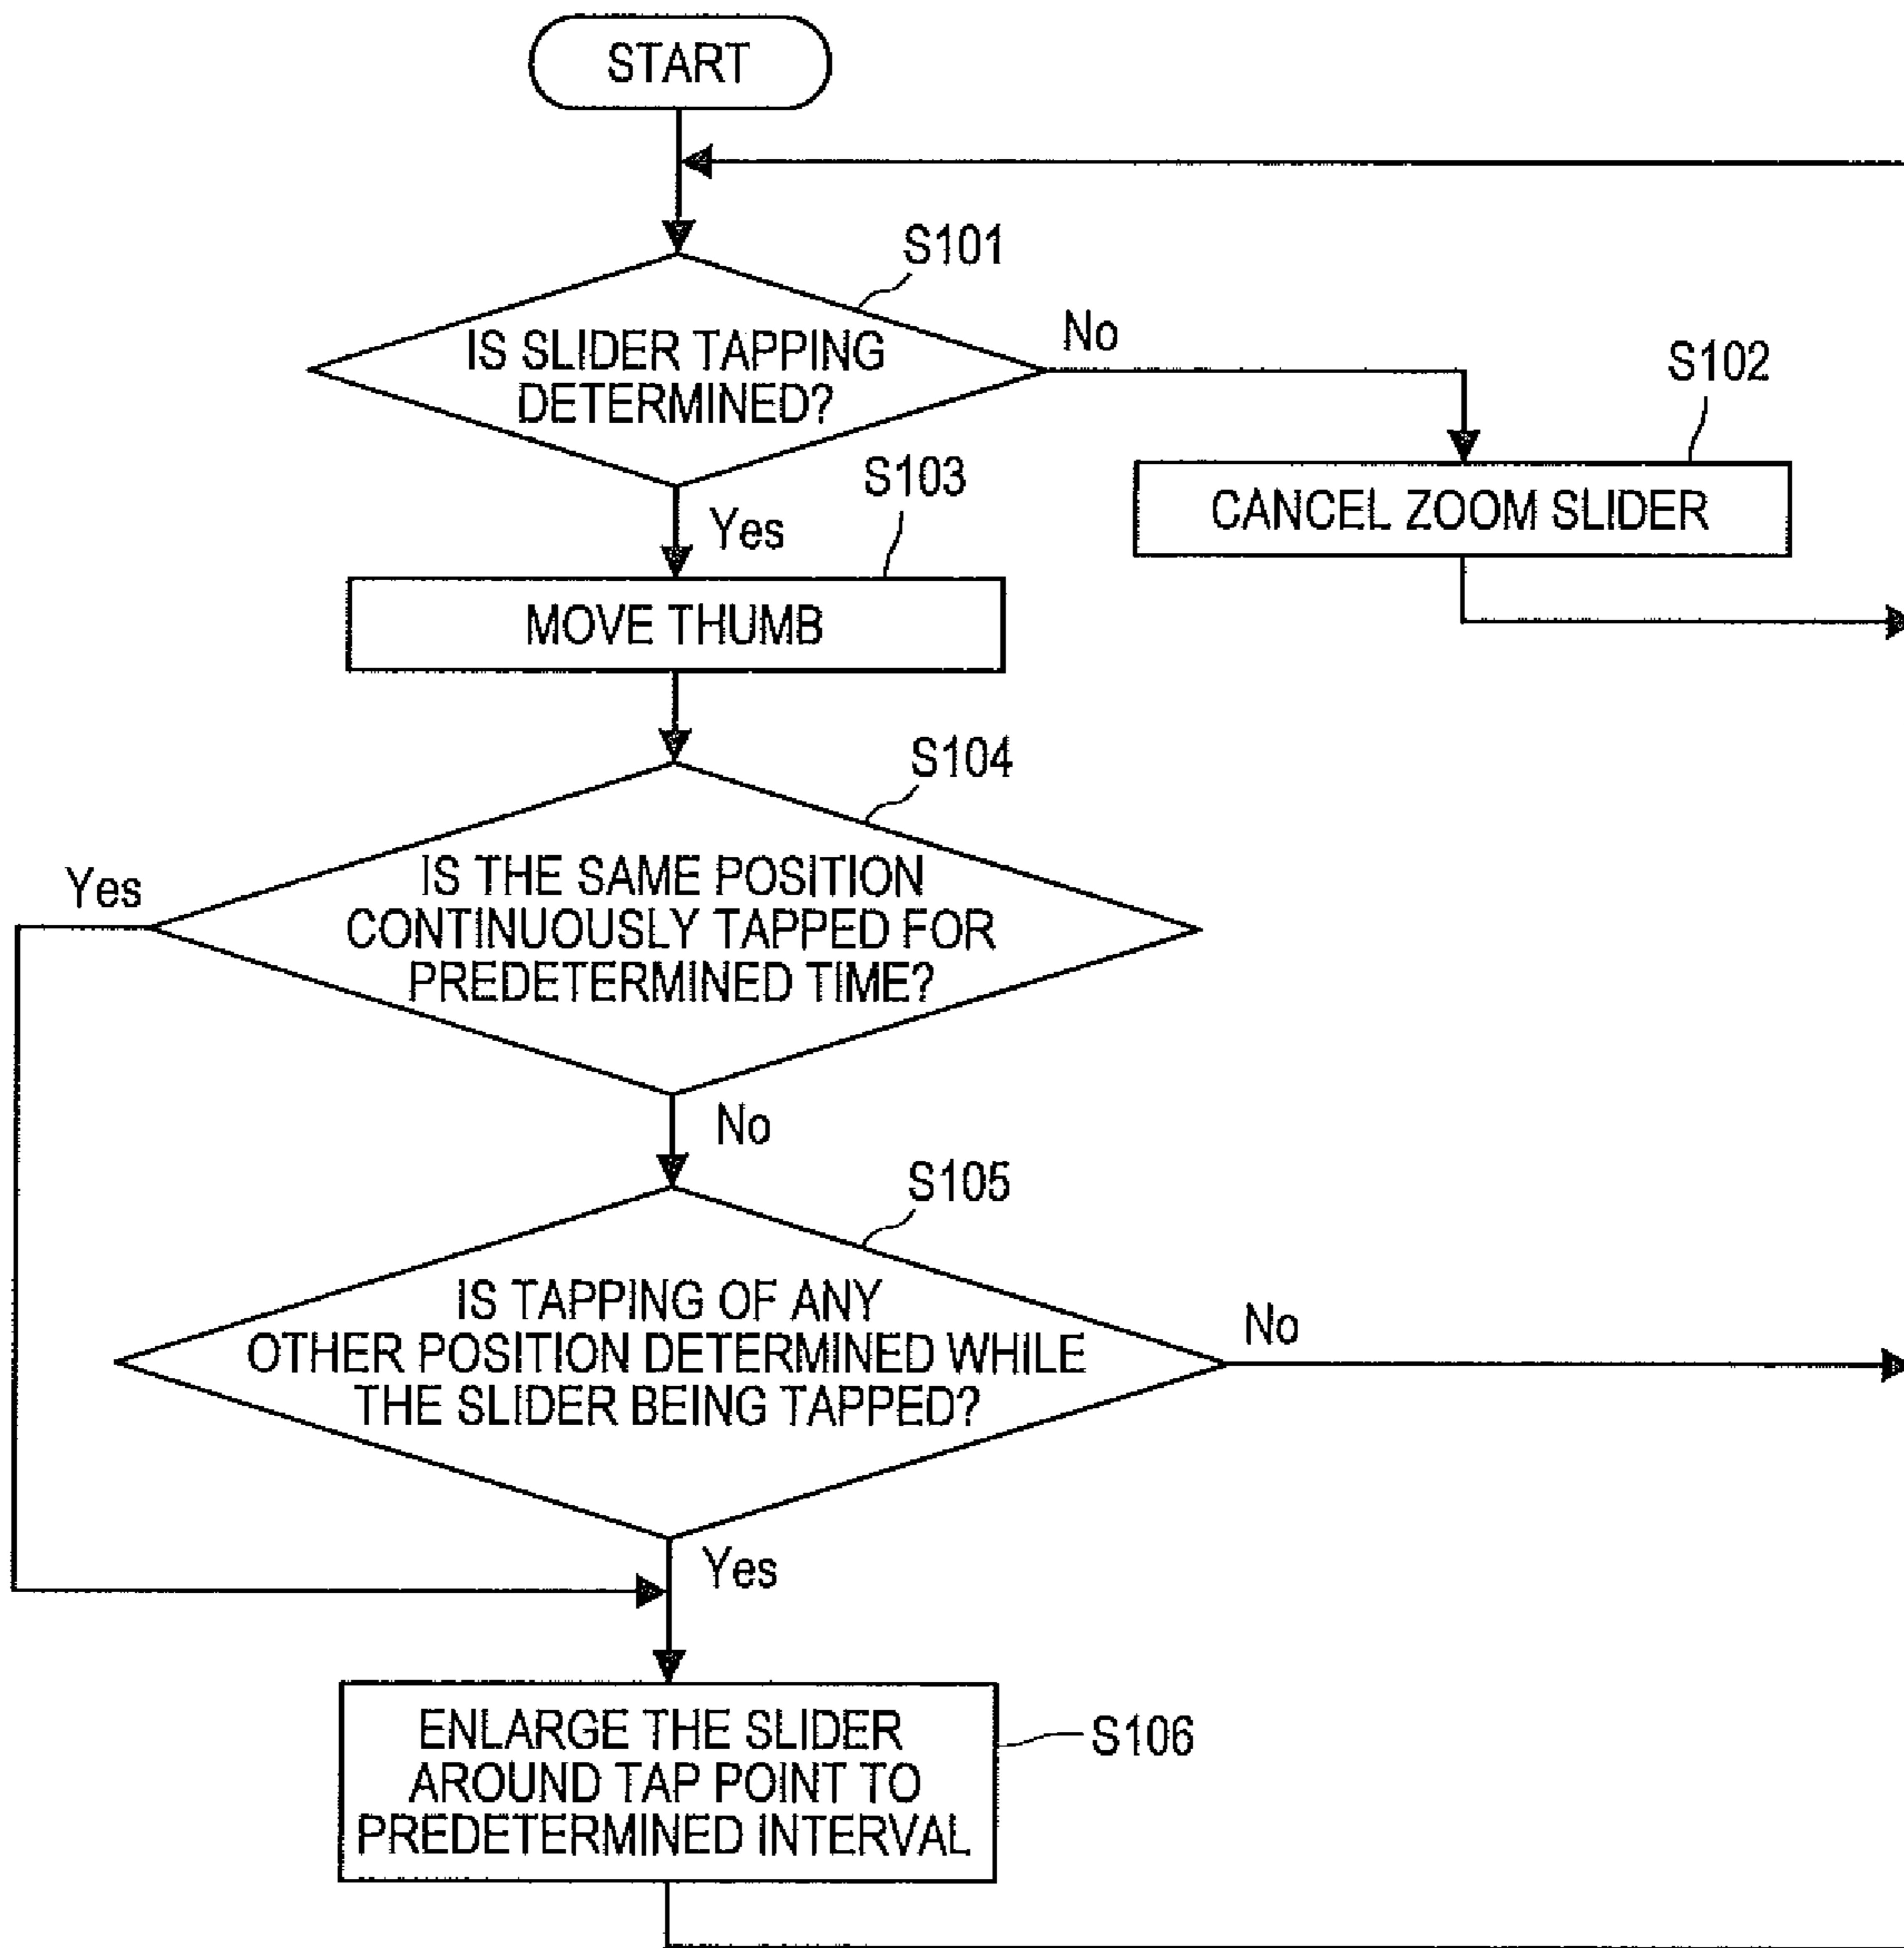 START
S101
IS SLIDER TAPPING
DETERMINED?
No
S102
CANCEL ZOOM SLIDER
Yes
S103
MOVE THUMB
S104
Yes
IS THE SAME POSITION
CONTINUOUSLY TAPPED FOR
PREDETERMINED TIME?
No
S105
IS TAPPING OF ANY
OTHER POSITION DETERMINED WHILE
THE SLIDER BEING TAPPED?
No
Yes
ENLARGE THE SLIDER
AROUND TAP POINT TO
PREDETERMINED INTERVAL
S106